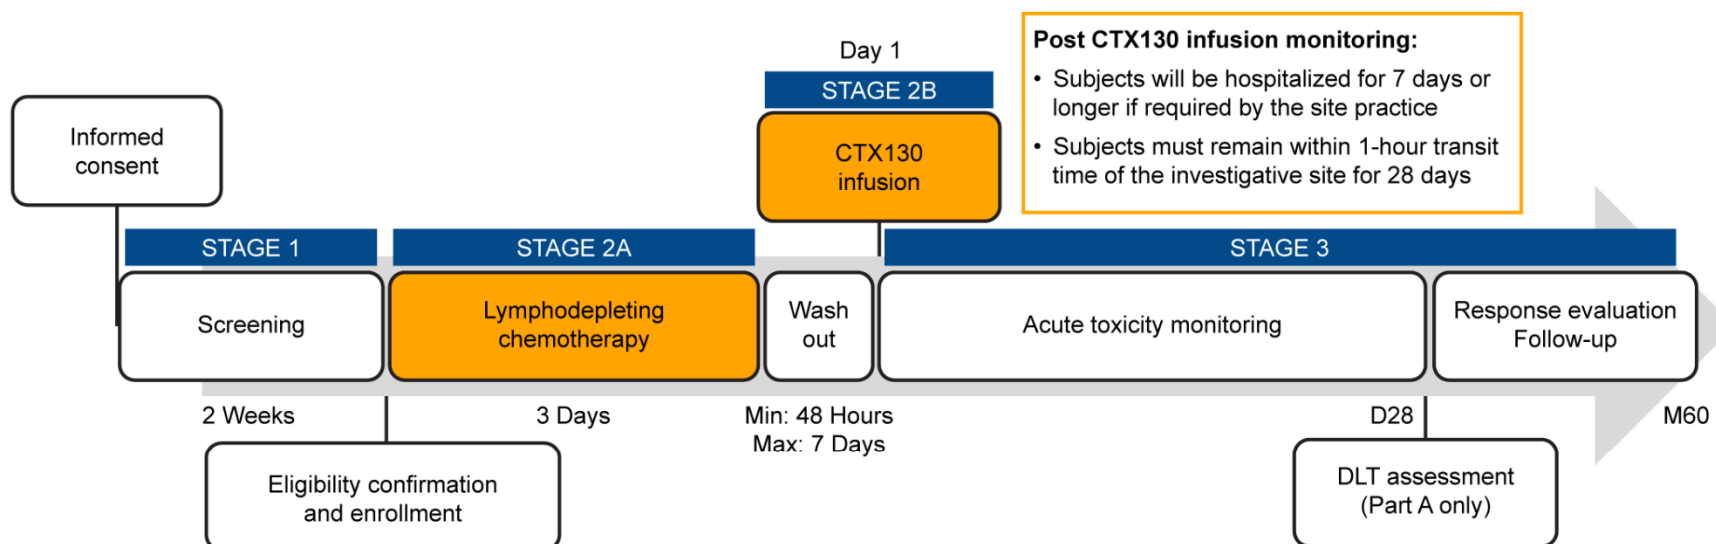 Informed
consent
Day 1
STAGE 2B
CTX130
infusion
Post CTX130 infusion monitoring:
• Subjects will be hospitalized for 7 days or
longer if required by the site practice
• Subjects must remain within 1-hour transit
time of the investigative site for 28 days
STAGE 1
STAGE 2A
STAGE 3
Screening
Lymphodepleting
chemotherapy
Wash
out
Acute toxicity monitoring
Response evaluation
Follow-up
2 Weeks
3 Days
Min: 48 Hours
Max: 7 Days
D28
M60
Eligibility confirmation
and enrollment
DLT assessment
(Part A only)